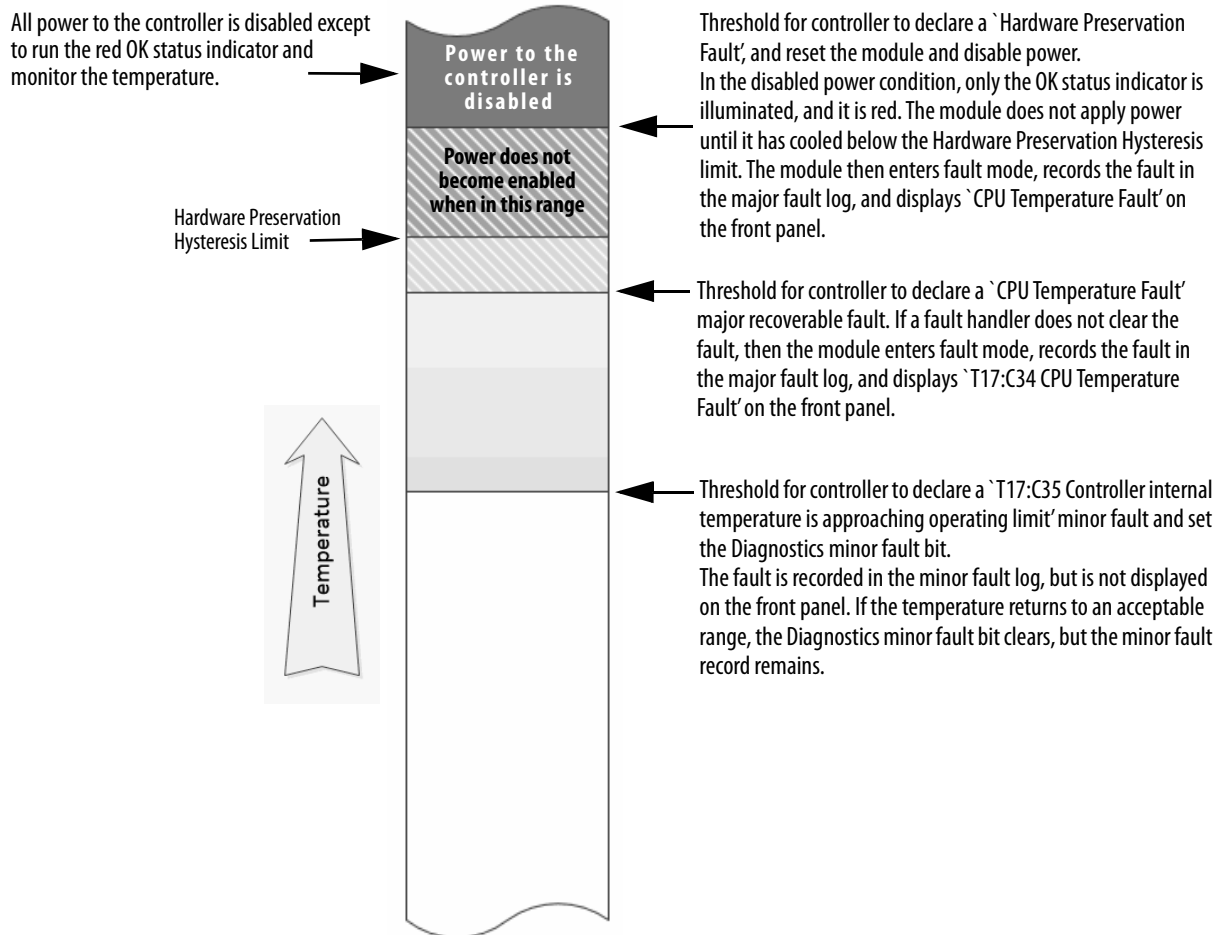 All power to the controller is disabled except
to run the red OK status indicator and
monitor the temperature.
Power to the
controller is
disabled
Threshold for controller to declare a `Hardware Preservation
Fault’, and reset the module and disable power.
In the disabled power condition, only the OK status indicator is
illuminated, and it is red. The module does not apply power
until it has cooled below the Hardware Preservation Hysteresis
limit. The module then enters fault mode, records the fault in
the major fault log, and displays `CPU Temperature Fault’ on
the front panel.
Power does not
become enabled
when in this range
Hardware Preservation
Hysteresis Limit
Threshold for controller to declare a `CPU Temperature Fault’
major recoverable fault. If a fault handler does not clear the
fault, then the module enters fault mode, records the fault in
the major fault log, and displays `T17:C34 CPU Temperature
Fault’ on the front panel.
Temperature
Threshold for controller to declare a `T17:C35 Controller internal
temperature is approaching operating limit’ minor fault and set
the Diagnostics minor fault bit.
The fault is recorded in the minor fault log, but is not displayed
on the front panel. If the temperature returns to an acceptable
range, the Diagnostics minor fault bit clears, but the minor fault
record remains.